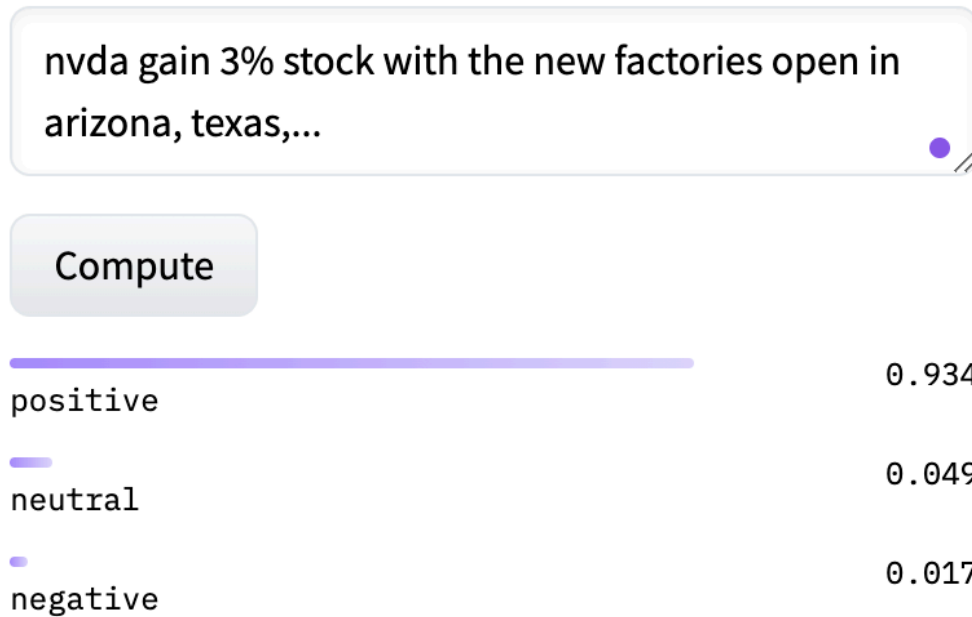 nvda gain 3% stock with the new factories open in
arizona, texas,...
Compute
0.934
positive
0.049
neutral
0.017
negative